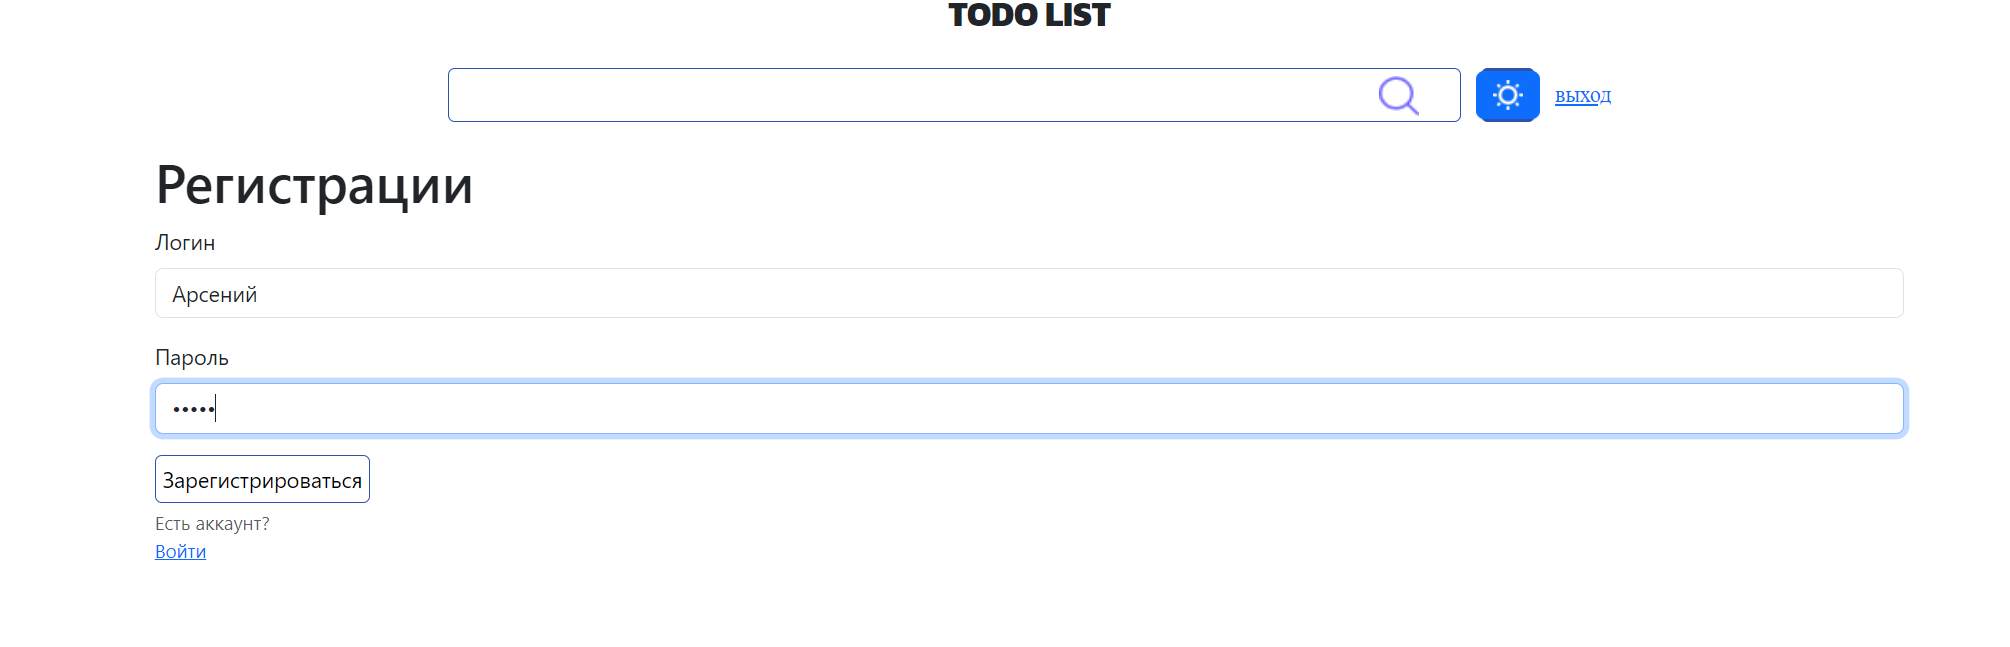 TODO LIST
выход
Регистрации
Логин
Арсений
Пароль
•••••
Зарегистрироваться
Есть аккаунт?
Войти